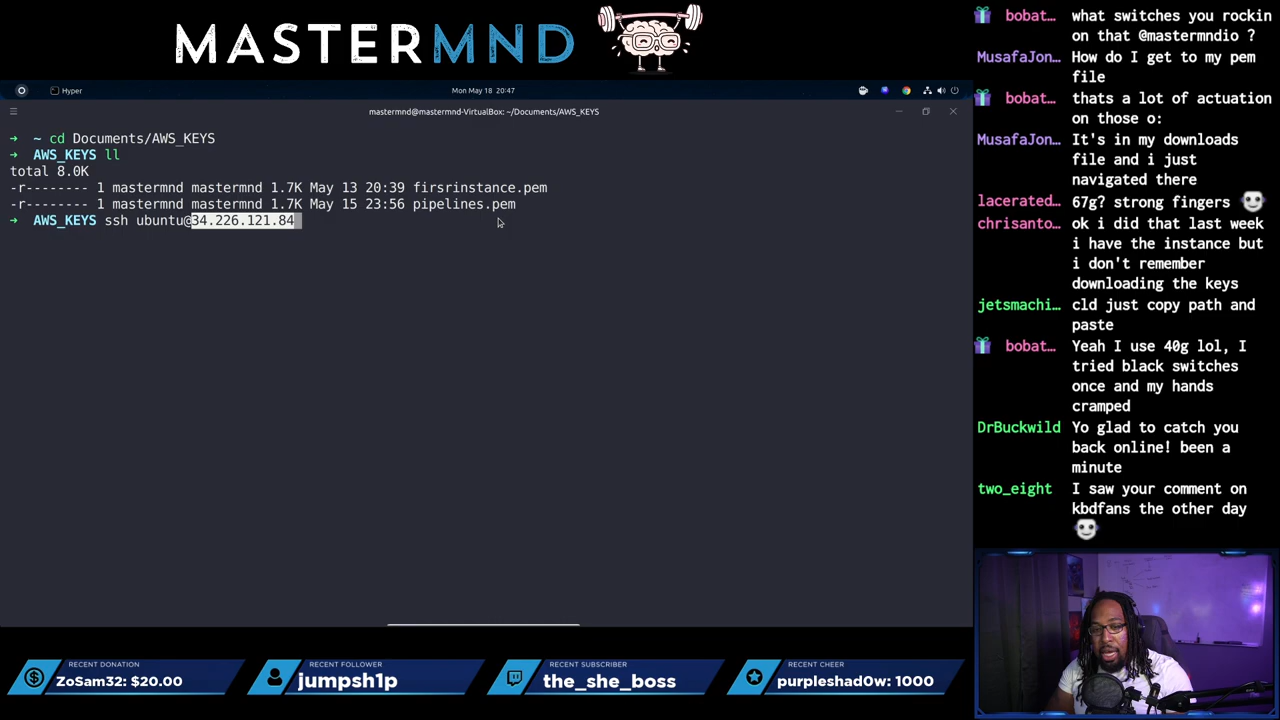 MASTERMND
Hyper
Mon May 18 20:47
mastermnd@mastermnd-VirtualBox: ~/Documents/AWS_KEYS
➜ ~ cd Documents/AWS_KEYS
➜ AWS_KEYS ll
total 8.0K
-r-------- 1 mastermnd mastermnd 1.7K May 13 20:39 firsrinstance.pem
-r-------- 1 mastermnd mastermnd 1.7K May 15 23:56 pipelines.pem
➜ AWS_KEYS ssh ubuntu@34.226.121.84
bobat… what switches you rockin
on that @mastermndio ?
MusafaJon… How do I get to my pem
file
bobat… thats a lot of actuation
on those o:
MusafaJon… It's in my downloads
file and i just
navigated there
lacerated… 67g? strong fingers
chrisanto… ok i did that last week
i have the instance but
i don't remember
downloading the keys
jetsmachi… cld just copy path and
paste
bobat… Yeah I use 40g lol, I
tried black switches
once and my hands
cramped
DrBuckwild Yo glad to catch you
back online! been a
minute
two_eight I saw your comment on
kbdfans the other day
RECENT DONATION
ZoSam32: $20.00
RECENT FOLLOWER
jumpsh1p
RECENT SUBSCRIBER
the_she_boss
RECENT CHEER
purpleshad0w: 1000